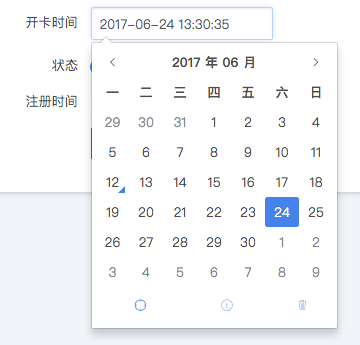 开卡时间 2017-06-24 13:30:35
2017 年 06 月
状态
一 二 三 四 五 六 日
注册时间
29 30 31 1 2 3 4
5 6 7 8 9 10 11
12 13 14 15 16 17 18
19 20 21 22 23 24 25
26 27 28 29 30 1 2
3 4 5 6 7 8 9